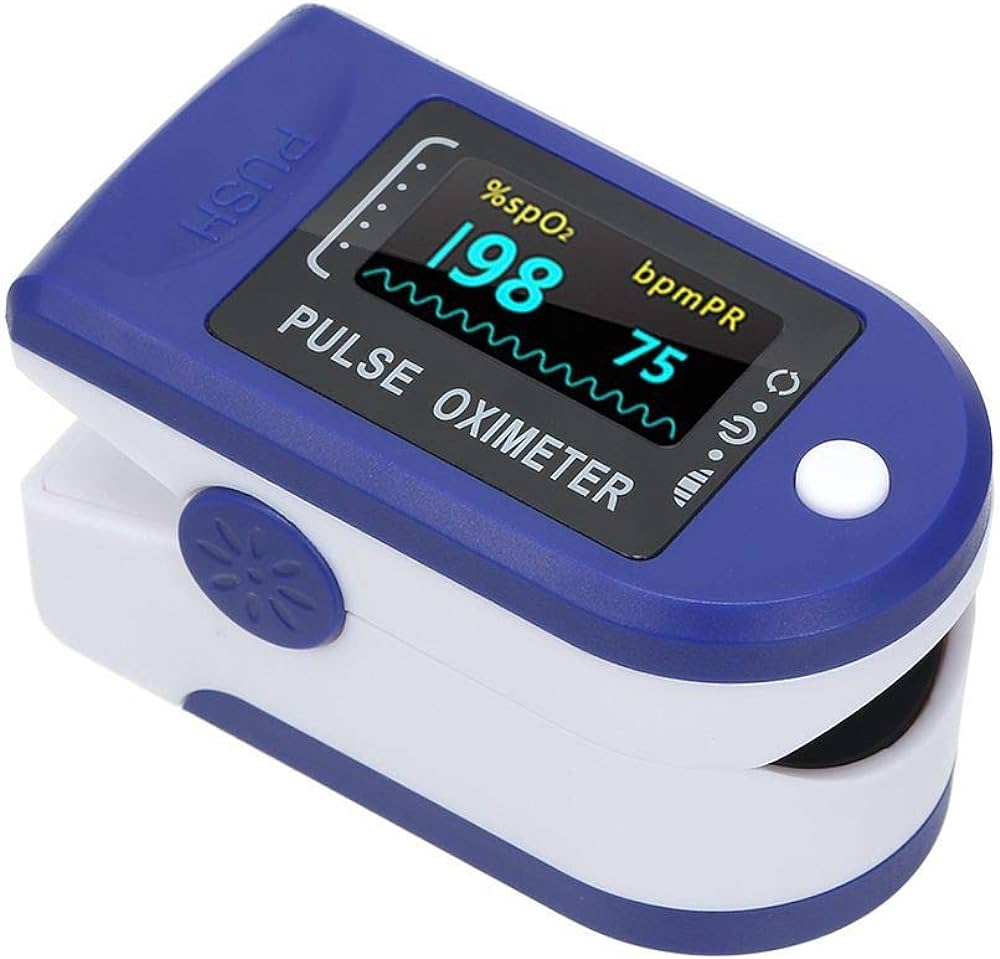 PUSH
%spO₂
98
bpmPR
75
PULSE OXIMETER